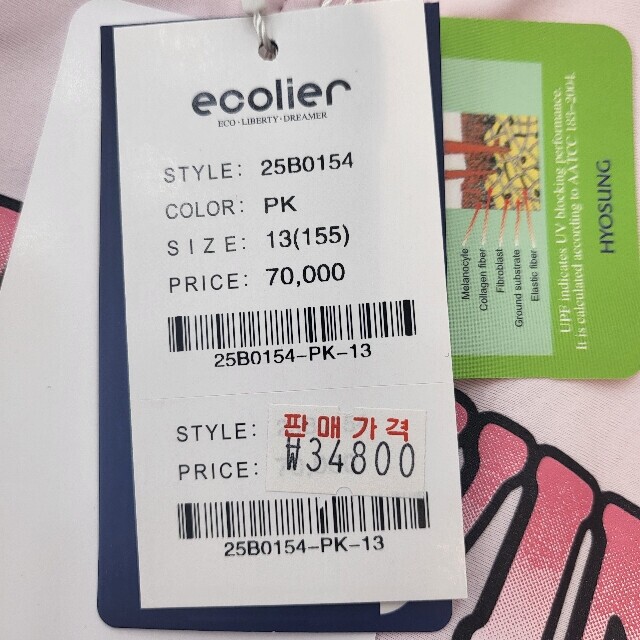 ecolier
ECO·LIBERTY·DREAMER
STYLE: 25B0154
COLOR: PK
SIZE: 13(155)
PRICE: 70,000
25B0154-PK-13
STYLE:
판매가격
PRICE: ₩34800
25B0154-PK-13
Melanocyte
Collagen fiber
Fibroblast
Ground substrate
Elastic fiber
UPF indicates UV blocking performance.
It is calculated according to AATCC 183-2004.
HYOSUNG